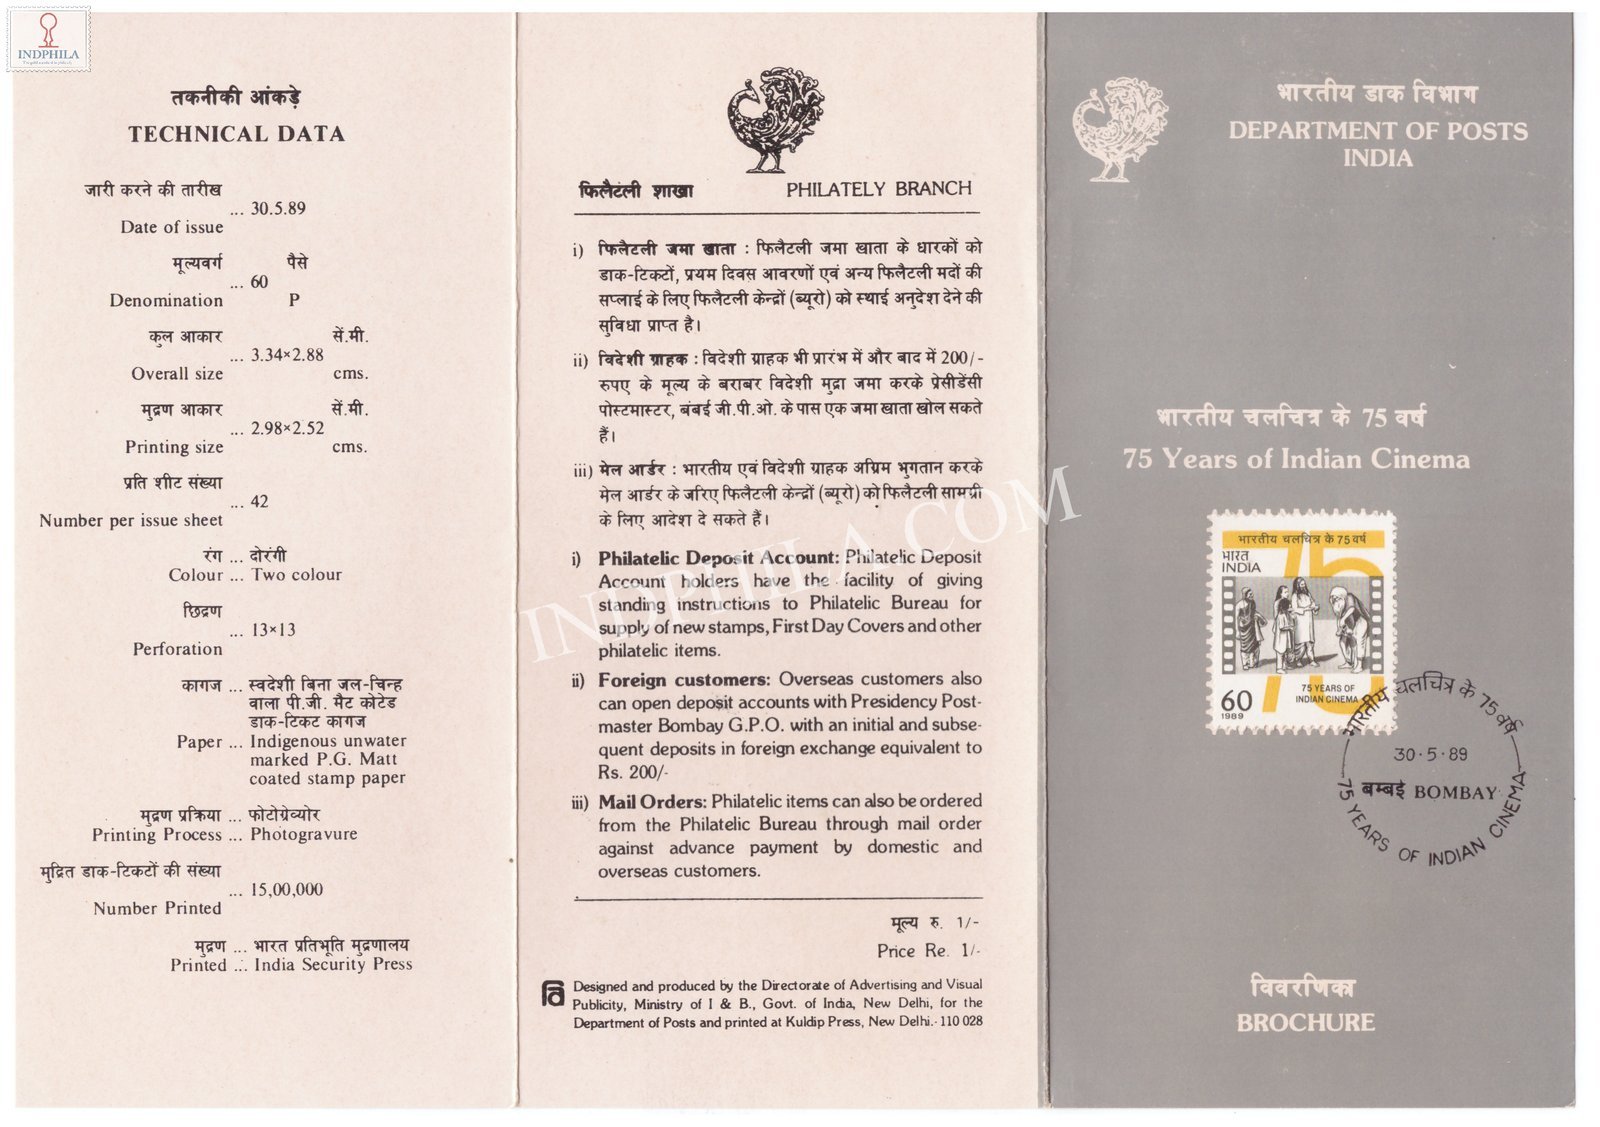 INDPHILA
तकनीकी आंकड़े
TECHNICAL DATA
जारी करने की तारीख
... 30.5.89
Date of issue
मूल्यवर्ग पैसे
... 60
Denomination P
कुल आकार सें.मी.
... 3.34×2.88
Overall size cms.
मुद्रण आकार सें.मी.
... 2.98×2.52
Printing size cms.
प्रति शीट संख्या
... 42
Number per issue sheet
रंग ... दोरंगी
Colour ... Two colour
छिद्रण
... 13×13
Perforation
कागज ... स्वदेशी बिना जल-चिन्ह
वाला पी.जी. मैट कोटेड
डाक-टिकट कागज
Paper ... Indigenous unwater
marked P.G. Matt
coated stamp paper
मुद्रण प्रक्रिया ... फोटोग्रेव्योर
Printing Process ... Photogravure
मुद्रित डाक-टिकटों की संख्या
... 15,00,000
Number Printed
मुद्रण ... भारत प्रतिभूति मुद्रणालय
Printed ... India Security Press
फिलैटली शाखा PHILATELY BRANCH
i) फिलैटली जमा खाता : फिलैटली जमा खाता के धारकों को
डाक-टिकटों, प्रथम दिवस आवरणों एवं अन्य फिलैटली मदों की
सप्लाई के लिए फिलैटली केन्द्रों (ब्यूरो) को स्थाई अनुदेश देने की
सुविधा प्राप्त है।
ii) विदेशी ग्राहक : विदेशी ग्राहक भी प्रारंभ में और बाद में 200/-
रुपए के मूल्य के बराबर विदेशी मुद्रा जमा करके प्रेसीडेंसी
पोस्टमास्टर, बंबई जी.पी.ओ. के पास एक जमा खाता खोल सकते
हैं।
iii) मेल आर्डर : भारतीय एवं विदेशी ग्राहक अग्रिम भुगतान करके
मेल आर्डर के जरिए फिलैटली केन्द्रों (ब्यूरो) को फिलैटली सामग्री
के लिए आदेश दे सकते हैं।
i) Philatelic Deposit Account: Philatelic Deposit
Account holders have the facility of giving
standing instructions to Philatelic Bureau for
supply of new stamps, First Day Covers and other
philatelic items.
ii) Foreign customers: Overseas customers also
can open deposit accounts with Presidency Post-
master Bombay G.P.O. with an initial and subse-
quent deposits in foreign exchange equivalent to
Rs. 200/-
iii) Mail Orders: Philatelic items can also be ordered
from the Philatelic Bureau through mail order
against advance payment by domestic and
overseas customers.
मूल्य रु. 1/-
Price Re. 1/-
Designed and produced by the Directorate of Advertising and Visual
Publicity, Ministry of I & B., Govt. of India, New Delhi, for the
Department of Posts and printed at Kuldip Press, New Delhi.-110 028
INDPHILA.COM
भारतीय डाक विभाग
DEPARTMENT OF POSTS
INDIA
भारतीय चलचित्र के 75 वर्ष
75 Years of Indian Cinema
भारतीय चलचित्र के 75 वर्ष
75
भारत
INDIA
75 YEARS OF
INDIAN CINEMA
60
1989
भारतीय चलचित्र के 75 वर्ष
30·5·89
बम्बई BOMBAY
75 YEARS OF INDIAN CINEMA
विवरणिका
BROCHURE